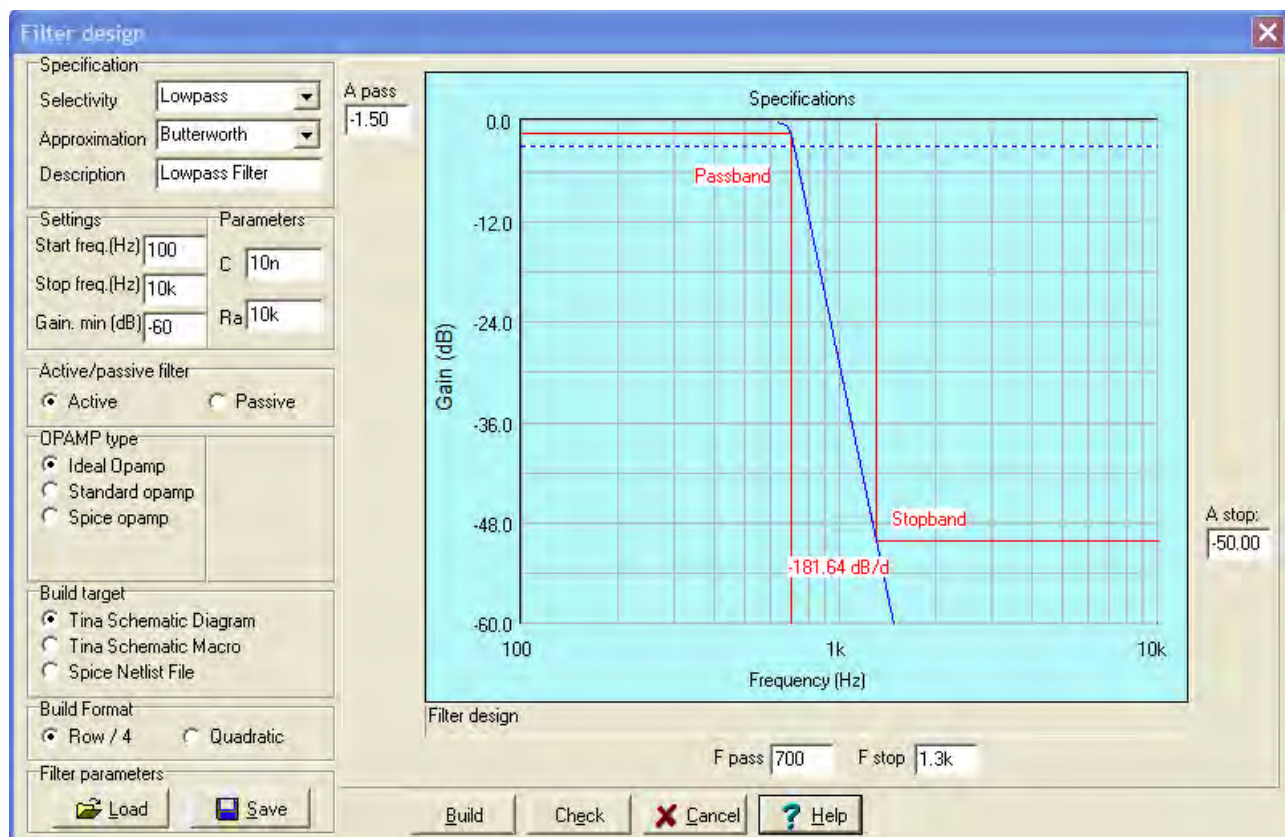 Filter design
Specification
Selectivity Lowpass
Approximation Butterworth
Description Lowpass Filter
Settings
Start freq.(Hz) 100
Stop freq.(Hz) 10k
Gain. min (dB) -60
Parameters
C 10n
Ra 10k
Active/passive filter
Active Passive
OPAMP type
Ideal Opamp
Standard opamp
Spice opamp
Build target
Tina Schematic Diagram
Tina Schematic Macro
Spice Netlist File
Build Format
Row / 4 Quadratic
Filter parameters
Load Save
A pass
-1.50
Specifications
0.0
-12.0
-24.0
-36.0
-48.0
-60.0
Gain (dB)
Passband
Stopband
-181.64 dB/d
100 1k 10k
Frequency (Hz)
A stop:
-50.00
Filter design
F pass 700 F stop 1.3k
Build Check Cancel Help